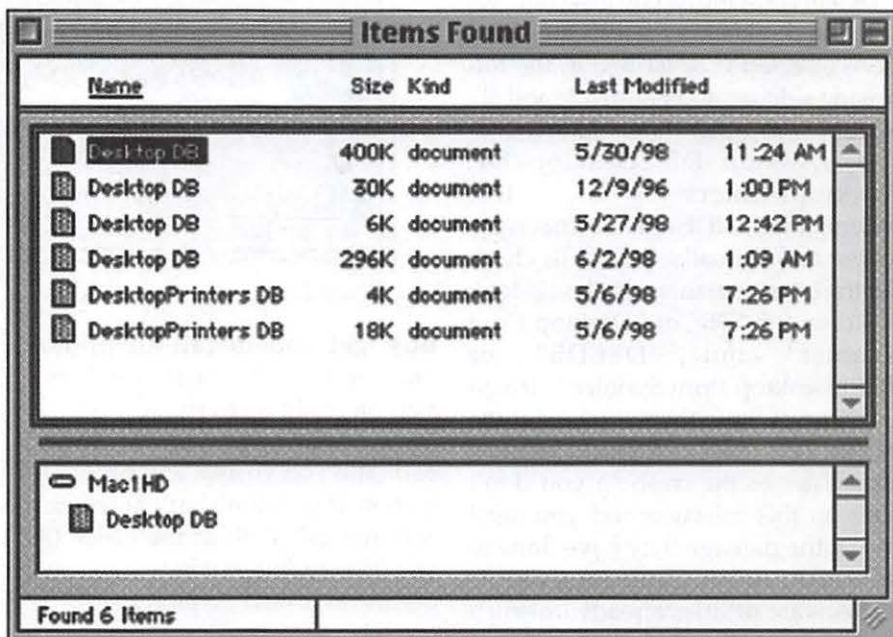 Items Found
Name Size Kind Last Modified
Desktop DB 400K document 5/30/98 11:24 AM
Desktop DB 30K document 12/9/96 1:00 PM
Desktop DB 6K document 5/27/98 12:42 PM
Desktop DB 296K document 6/2/98 1:09 AM
DesktopPrinters DB 4K document 5/6/98 7:26 PM
DesktopPrinters DB 18K document 5/6/98 7:26 PM
Mac1HD
Desktop DB
Found 6 Items